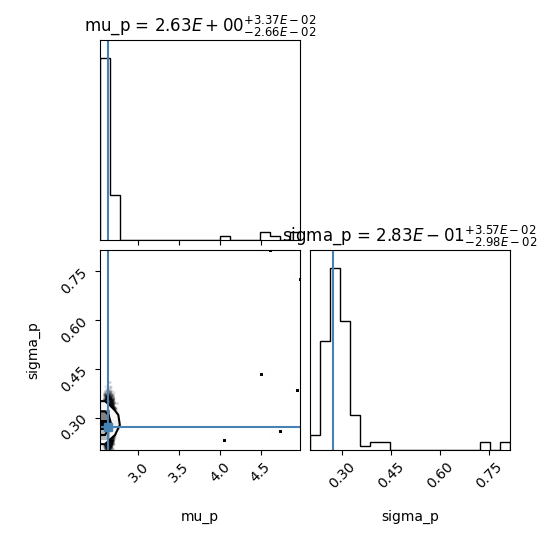 mu_p = 2.63E + 00+3.37E − 02 −2.66E − 02
sigma_p = 2.83E − 01+3.57E − 02 −2.98E − 02
0.75
0.60
0.45
0.30
sigma_p
3.0 3.5 4.0 4.5 0.30 0.45 0.60 0.75
mu_p sigma_p